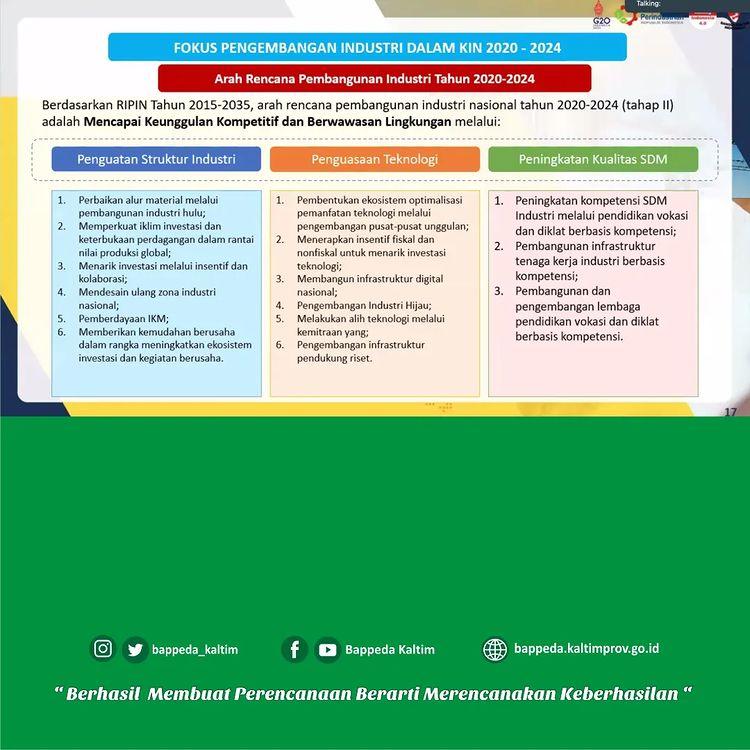 Talking:
G20
Perindustrian
FOKUS PENGEMBANGAN INDUSTRI DALAM KIN 2020 - 2024
Arah Rencana Pembangunan Industri Tahun 2020-2024
Berdasarkan RIPIN Tahun 2015-2035, arah rencana pembangunan industri nasional tahun 2020-2024 (tahap II)
adalah Mencapai Keunggulan Kompetitif dan Berwawasan Lingkungan melalui:
Penguatan Struktur Industri
1. Perbaikan alur material melalui
pembangunan industri hulu;
2. Memperkuat iklim investasi dan
keterbukaan perdagangan dalam rantai
nilai produksi global;
3. Menarik investasi melalui insentif dan
kolaborasi;
4. Mendesain ulang zona industri
nasional;
5. Pemberdayaan IKM;
6. Memberikan kemudahan berusaha
dalam rangka meningkatkan ekosistem
investasi dan kegiatan berusaha.
Penguasaan Teknologi
1. Pembentukan ekosistem optimalisasi
pemanfatan teknologi melalui
pengembangan pusat-pusat unggulan;
2. Menerapkan insentif fiskal dan
nonfiskal untuk menarik investasi
teknologi;
3. Membangun infrastruktur digital
nasional;
4. Pengembangan Industri Hijau;
5. Melakukan alih teknologi melalui
kemitraan yang;
6. Pengembangan infrastruktur
pendukung riset.
Peningkatan Kualitas SDM
1. Peningkatan kompetensi SDM
Industri melalui pendidikan vokasi
dan diklat berbasis kompetensi;
2. Pembangunan infrastruktur
tenaga kerja industri berbasis
kompetensi;
3. Pembangunan dan
pengembangan lembaga
pendidikan vokasi dan diklat
berbasis kompetensi.
17
bappeda_kaltim
Bappeda Kaltim
bappeda.kaltimprov.go.id
“ Berhasil Membuat Perencanaan Berarti Merencanakan Keberhasilan “